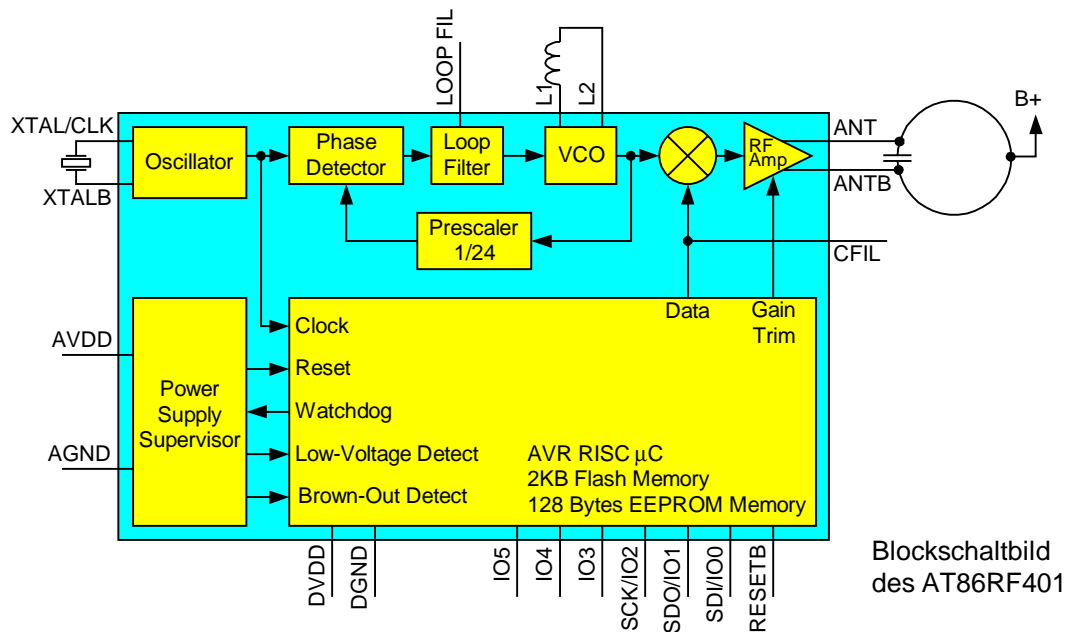 LOOP FIL
L1
L2
B+
XTAL/CLK
ANT
Oscillator
Phase
Detector
Loop
Filter
VCO
RF
Amp
XTALB
ANTB
Prescaler
1/24
CFIL
Data
Gain
Trim
AVDD
Clock
Reset
Power
Supply
Supervisor
Watchdog
AGND
Low-Voltage Detect
Brown-Out Detect
AVR RISC μC
2KB Flash Memory
128 Bytes EEPROM Memory
DVDD
DGND
IO5
IO4
IO3
SCK/IO2
SDO/IO1
SDI/IO0
RESETB
Blockschaltbild
des AT86RF401